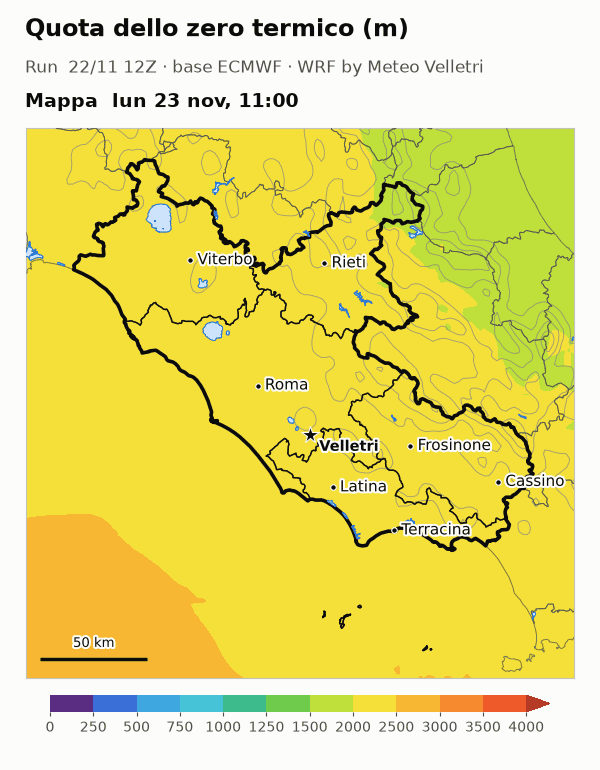 Quota dello zero termico (m)
Run 22/11 12Z · base ECMWF · WRF by Meteo Velletri
Mappa lun 23 nov, 11:00
Viterbo
Rieti
Roma
Velletri
Frosinone
Cassino
Latina
Terracina
50 km
0 250 500 750 1000 1250 1500 2000 2500 3000 3500 4000